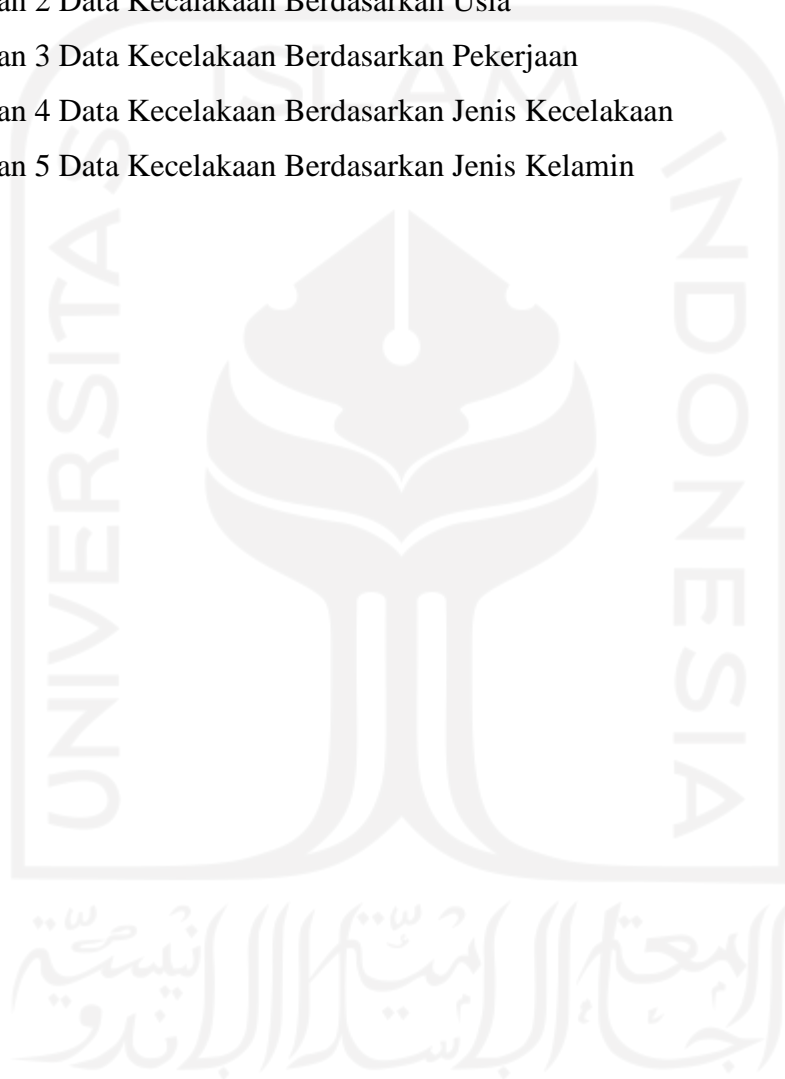 an 2 Data Kecalakaan Berdasarkan Usia
an 3 Data Kecelakaan Berdasarkan Pekerjaan
an 4 Data Kecelakaan Berdasarkan Jenis Kecelakaan
an 5 Data Kecelakaan Berdasarkan Jenis Kelamin
UNIVERSITAS
ISLAM
INDONESIA